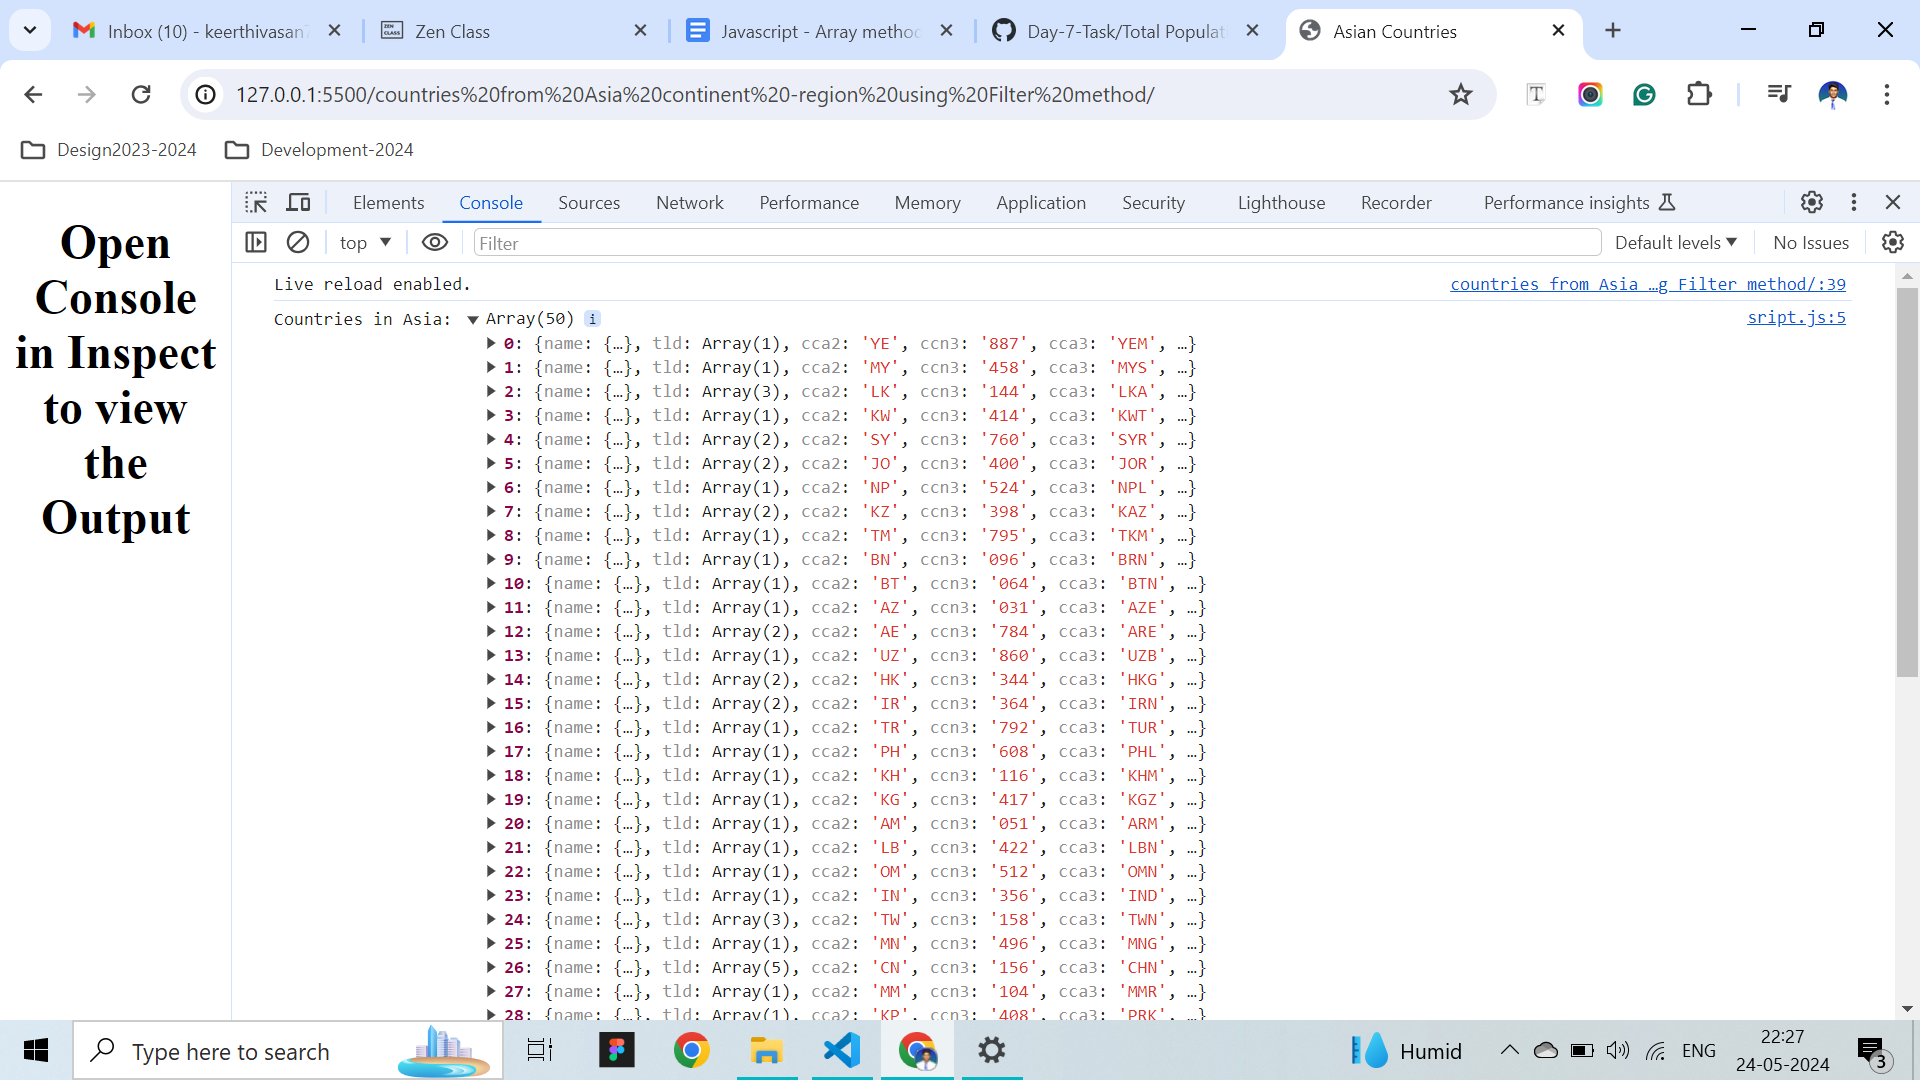 Inbox (10) - keerthivasan7
Zen Class
Javascript - Array method
Day-7-Task/Total Populat
Asian Countries
127.0.0.1:5500/countries%20from%20Asia%20continent%20-region%20using%20Filter%20method/
Design2023-2024
Development-2024
Open
Console
in Inspect
to view
the
Output
Elements Console Sources Network Performance Memory Application Security Lighthouse Recorder Performance insights
top Filter Default levels No Issues
Live reload enabled. countries from Asia …g Filter method/:39
Countries in Asia: Array(50) i sript.js:5
0: {name: {…}, tld: Array(1), cca2: 'YE', ccn3: '887', cca3: 'YEM', …}
1: {name: {…}, tld: Array(1), cca2: 'MY', ccn3: '458', cca3: 'MYS', …}
2: {name: {…}, tld: Array(3), cca2: 'LK', ccn3: '144', cca3: 'LKA', …}
3: {name: {…}, tld: Array(1), cca2: 'KW', ccn3: '414', cca3: 'KWT', …}
4: {name: {…}, tld: Array(2), cca2: 'SY', ccn3: '760', cca3: 'SYR', …}
5: {name: {…}, tld: Array(2), cca2: 'JO', ccn3: '400', cca3: 'JOR', …}
6: {name: {…}, tld: Array(1), cca2: 'NP', ccn3: '524', cca3: 'NPL', …}
7: {name: {…}, tld: Array(2), cca2: 'KZ', ccn3: '398', cca3: 'KAZ', …}
8: {name: {…}, tld: Array(1), cca2: 'TM', ccn3: '795', cca3: 'TKM', …}
9: {name: {…}, tld: Array(1), cca2: 'BN', ccn3: '096', cca3: 'BRN', …}
10: {name: {…}, tld: Array(1), cca2: 'BT', ccn3: '064', cca3: 'BTN', …}
11: {name: {…}, tld: Array(1), cca2: 'AZ', ccn3: '031', cca3: 'AZE', …}
12: {name: {…}, tld: Array(2), cca2: 'AE', ccn3: '784', cca3: 'ARE', …}
13: {name: {…}, tld: Array(1), cca2: 'UZ', ccn3: '860', cca3: 'UZB', …}
14: {name: {…}, tld: Array(2), cca2: 'HK', ccn3: '344', cca3: 'HKG', …}
15: {name: {…}, tld: Array(2), cca2: 'IR', ccn3: '364', cca3: 'IRN', …}
16: {name: {…}, tld: Array(1), cca2: 'TR', ccn3: '792', cca3: 'TUR', …}
17: {name: {…}, tld: Array(1), cca2: 'PH', ccn3: '608', cca3: 'PHL', …}
18: {name: {…}, tld: Array(1), cca2: 'KH', ccn3: '116', cca3: 'KHM', …}
19: {name: {…}, tld: Array(1), cca2: 'KG', ccn3: '417', cca3: 'KGZ', …}
20: {name: {…}, tld: Array(1), cca2: 'AM', ccn3: '051', cca3: 'ARM', …}
21: {name: {…}, tld: Array(1), cca2: 'LB', ccn3: '422', cca3: 'LBN', …}
22: {name: {…}, tld: Array(1), cca2: 'OM', ccn3: '512', cca3: 'OMN', …}
23: {name: {…}, tld: Array(1), cca2: 'IN', ccn3: '356', cca3: 'IND', …}
24: {name: {…}, tld: Array(3), cca2: 'TW', ccn3: '158', cca3: 'TWN', …}
25: {name: {…}, tld: Array(1), cca2: 'MN', ccn3: '496', cca3: 'MNG', …}
26: {name: {…}, tld: Array(5), cca2: 'CN', ccn3: '156', cca3: 'CHN', …}
27: {name: {…}, tld: Array(1), cca2: 'MM', ccn3: '104', cca3: 'MMR', …}
28: {name: {…}, tld: Array(1), cca2: 'KP', ccn3: '408', cca3: 'PRK', …}
Type here to search
Humid
ENG
22:27
24-05-2024
3